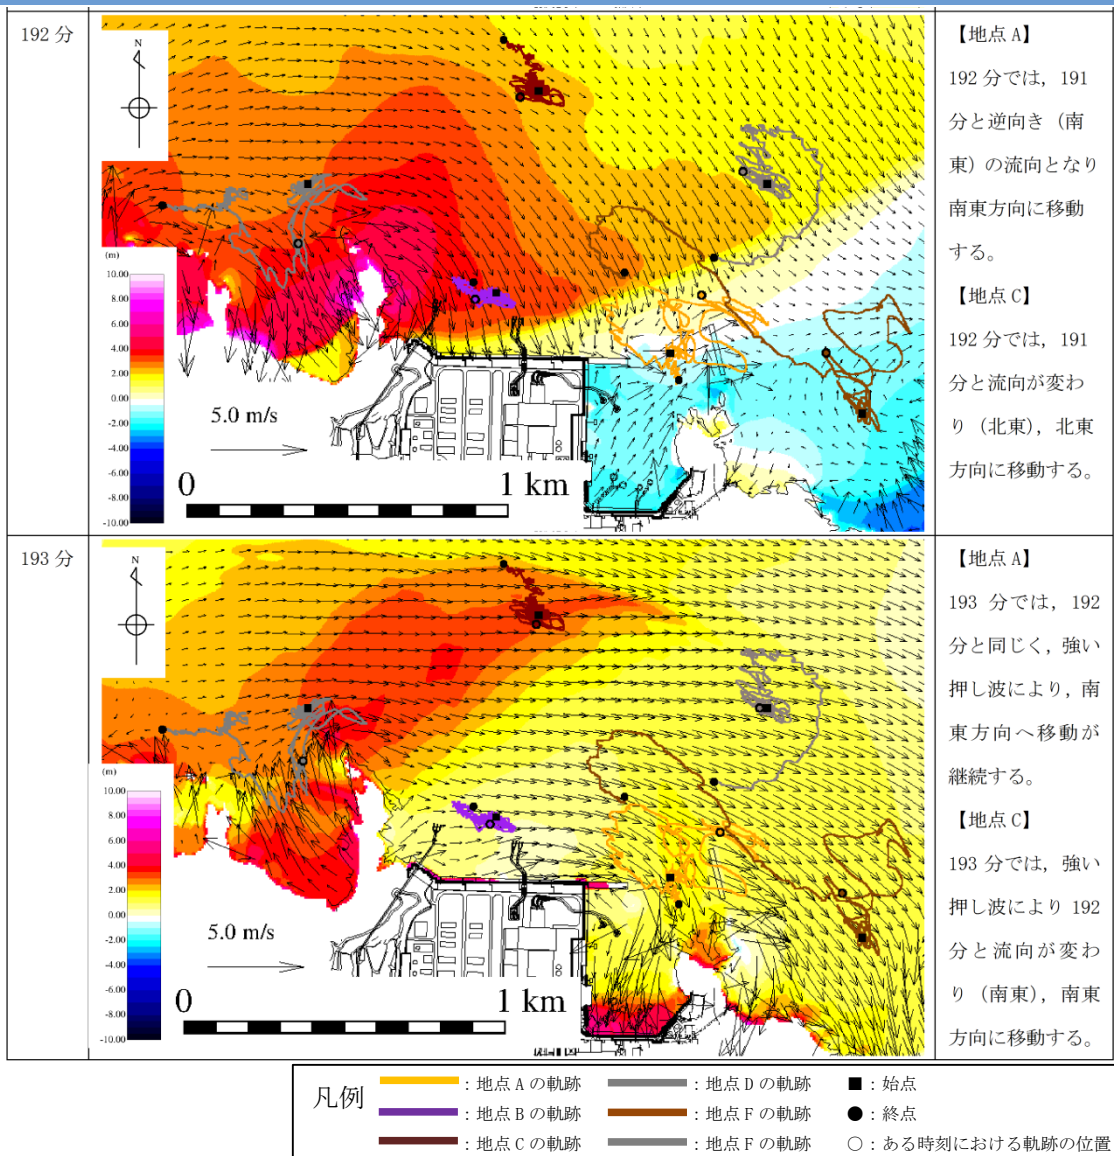 192 分
N
(m)
10.00
8.00
6.00
4.00
2.00
0.00
-2.00
-4.00
-6.00
-8.00
-10.00
5.0 m/s
0
1 km
【地点 A】
192 分では，191
分と逆向き（南
東）の流向となり
南東方向に移動
する。
【地点 C】
192 分では，191
分と流向が変わ
り（北東），北東
方向に移動する。
193 分
N
(m)
10.00
8.00
6.00
4.00
2.00
0.00
-2.00
-4.00
-6.00
-8.00
-10.00
5.0 m/s
0
1 km
【地点 A】
193 分では，192
分と同じく，強い
押し波により，南
東方向へ移動が
継続する。
【地点 C】
193 分では，強い
押し波により 192
分と流向が変わ
り（南東），南東
方向に移動する。
凡例
：地点 A の軌跡 ：地点 D の軌跡 ■：始点
：地点 B の軌跡 ：地点 F の軌跡 ●：終点
：地点 C の軌跡 ：地点 F の軌跡 ○：ある時刻における軌跡の位置